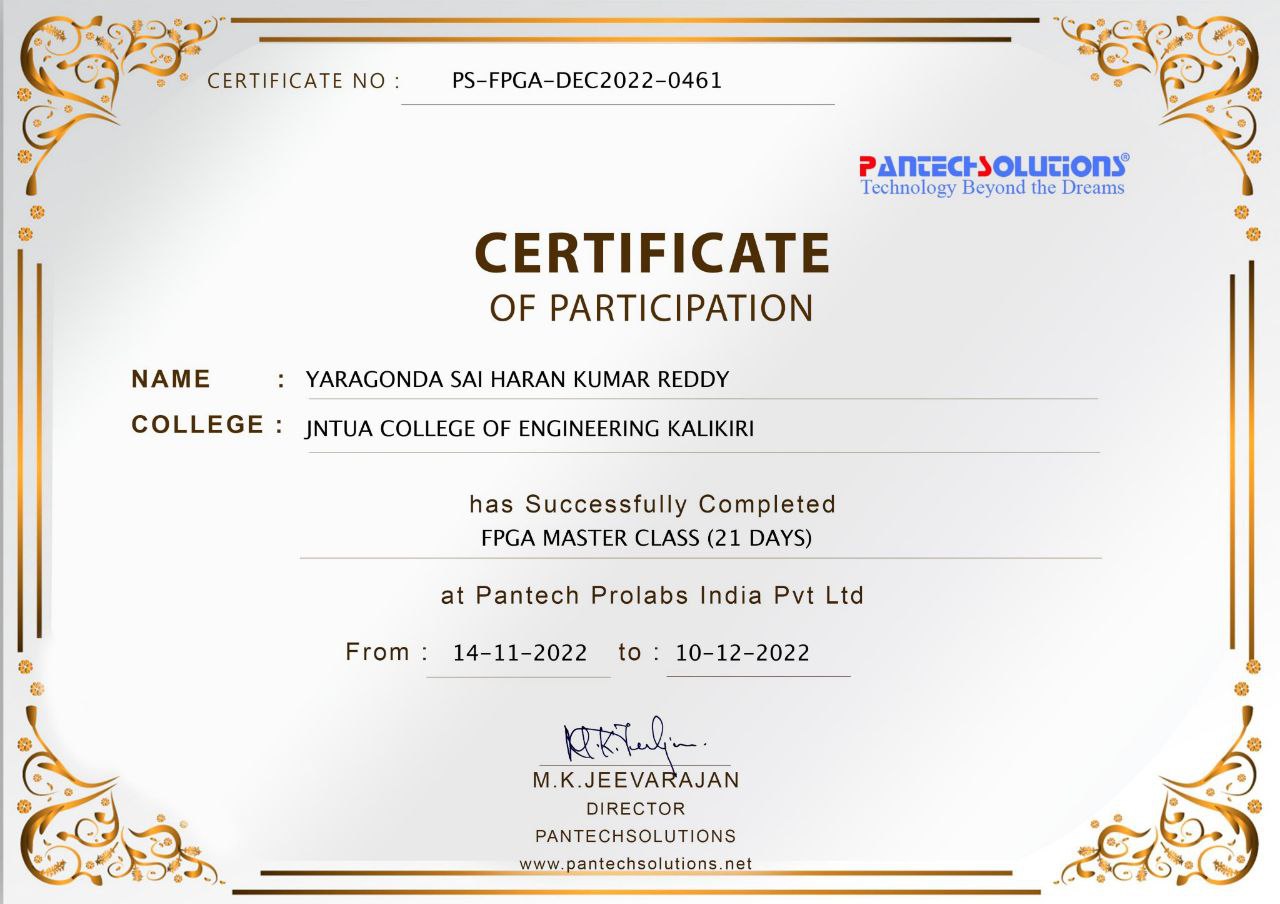 CERTIFICATE NO : PS-FPGA-DEC2022-0461
PANTECHSOLUTIONS®
Technology Beyond the Dreams
CERTIFICATE
OF PARTICIPATION
NAME : YARAGONDA SAI HARAN KUMAR REDDY
COLLEGE : JNTUA COLLEGE OF ENGINEERING KALIKIRI
has Successfully Completed
FPGA MASTER CLASS (21 DAYS)
at Pantech Prolabs India Pvt Ltd
From : 14-11-2022 to : 10-12-2022
M.K.JEEVARAJAN
DIRECTOR
PANTECHSOLUTIONS
www.pantechsolutions.net